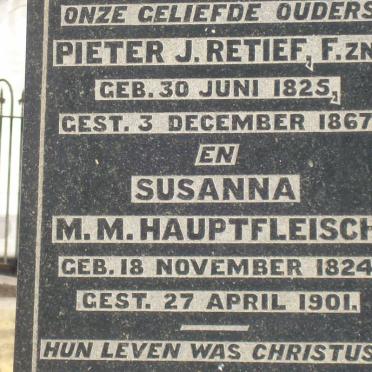 ONZE GELIEFDE OUDERS
PIETER J. RETIEF, F.ZN
GEB. 30 JUNI 1825,
GEST. 3 DECEMBER 1867
EN
SUSANNA
M. M. HAUPTFLEISCH
GEB. 18 NOVEMBER 1824
GEST. 27 APRIL 1901.
HUN LEVEN WAS CHRISTUS